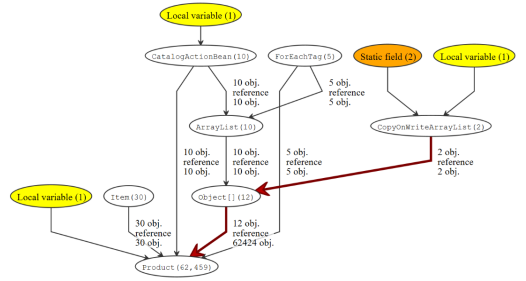 Local variable (1)
CatalogActionBean(10)
ForEachTag(5)
Static field (2)
Local variable (1)
10 obj.
reference
10 obj.
5 obj.
reference
5 obj.
ArrayList(10)
CopyOnWriteArrayList(2)
10 obj.
reference
10 obj.
10 obj.
reference
10 obj.
5 obj.
reference
5 obj.
2 obj.
reference
2 obj.
Local variable (1)
Item(30)
Object[](12)
30 obj.
reference
30 obj.
12 obj.
reference
62424 obj.
Product(62,459)